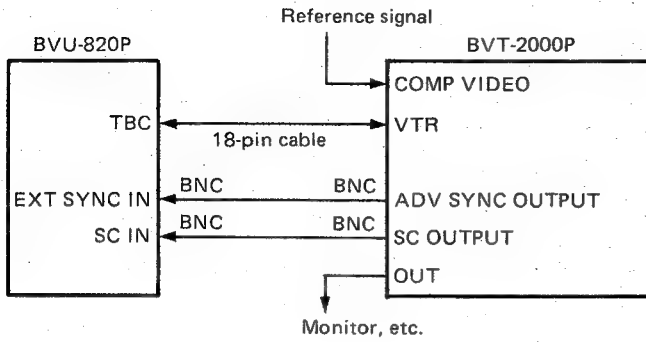 Reference signal
BVU-820P
BVT-2000P
COMP VIDEO
TBC
VTR
18-pin cable
EXT SYNC IN
BNC
BNC
ADV SYNC OUTPUT
SC IN
BNC
BNC
SC OUTPUT
OUT
Monitor, etc.